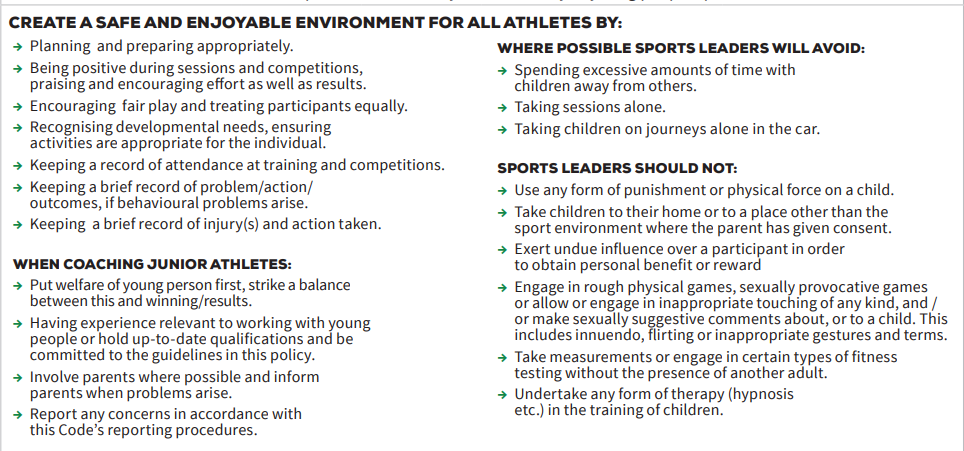 CREATE A SAFE AND ENJOYABLE ENVIRONMENT FOR ALL ATHLETES BY:
→ Planning and preparing appropriately.
→ Being positive during sessions and competitions,
praising and encouraging effort as well as results.
→ Encouraging fair play and treating participants equally.
→ Recognising developmental needs, ensuring
activities are appropriate for the individual.
→ Keeping a record of attendance at training and competitions.
→ Keeping a brief record of problem/action/
outcomes, if behavioural problems arise.
→ Keeping a brief record of injury(s) and action taken.
WHEN COACHING JUNIOR ATHLETES:
→ Put welfare of young person first, strike a balance
between this and winning/results.
→ Having experience relevant to working with young
people or hold up-to-date qualifications and be
committed to the guidelines in this policy.
→ Involve parents where possible and inform
parents when problems arise.
→ Report any concerns in accordance with
this Code's reporting procedures.
WHERE POSSIBLE SPORTS LEADERS WILL AVOID:
→ Spending excessive amounts of time with
children away from others.
→ Taking sessions alone.
→ Taking children on journeys alone in the car.
SPORTS LEADERS SHOULD NOT:
→ Use any form of punishment or physical force on a child.
→ Take children to their home or to a place other than the
sport environment where the parent has given consent.
→ Exert undue influence over a participant in order
to obtain personal benefit or reward
→ Engage in rough physical games, sexually provocative games
or allow or engage in inappropriate touching of any kind, and /
or make sexually suggestive comments about, or to a child. This
includes innuendo, flirting or inappropriate gestures and terms.
→ Take measurements or engage in certain types of fitness
testing without the presence of another adult.
→ Undertake any form of therapy (hypnosis
etc.) in the training of children.